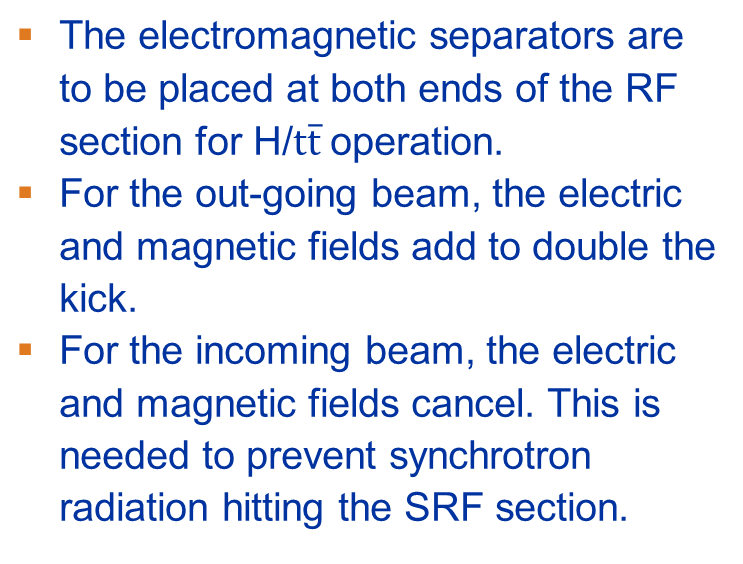 ▪ The electromagnetic separators are
to be placed at both ends of the RF
section for H/tt̄ operation.
▪ For the out-going beam, the electric
and magnetic fields add to double the
kick.
▪ For the incoming beam, the electric
and magnetic fields cancel. This is
needed to prevent synchrotron
radiation hitting the SRF section.